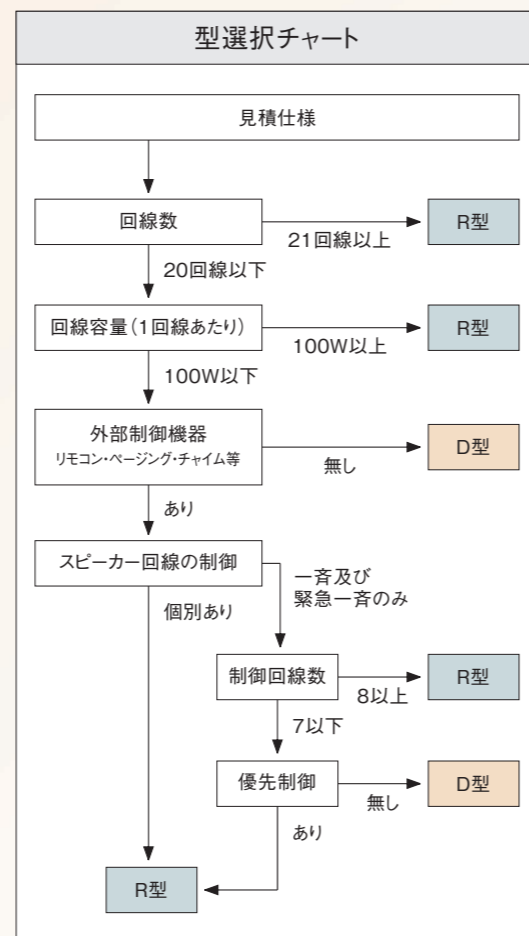 型選択チャート
見積仕様
回線数
21回線以上
R型
20回線以下
回線容量(1回線あたり)
100W以上
R型
100W以下
外部制御機器
リモコン・ページング・チャイム等
無し
D型
あり
スピーカー回線の制御
一斉及び
緊急一斉のみ
個別あり
制御回線数
8以上
R型
7以下
優先制御
無し
D型
あり
R型